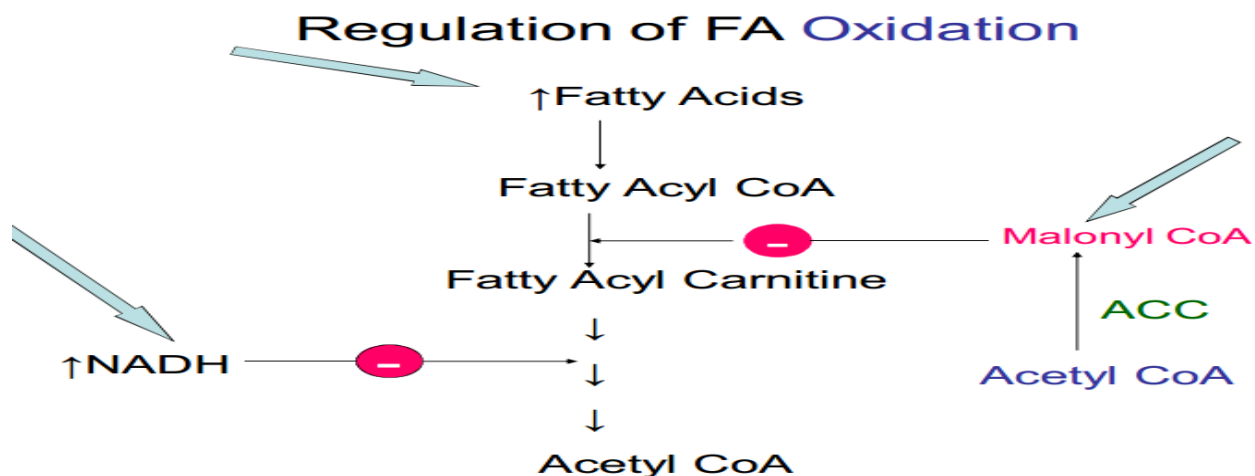 Regulation of FA Oxidation
↑Fatty Acids
Fatty Acyl CoA
– Malonyl CoA
Fatty Acyl Carnitine
ACC
↑NADH –
Acetyl CoA
Acetyl CoA